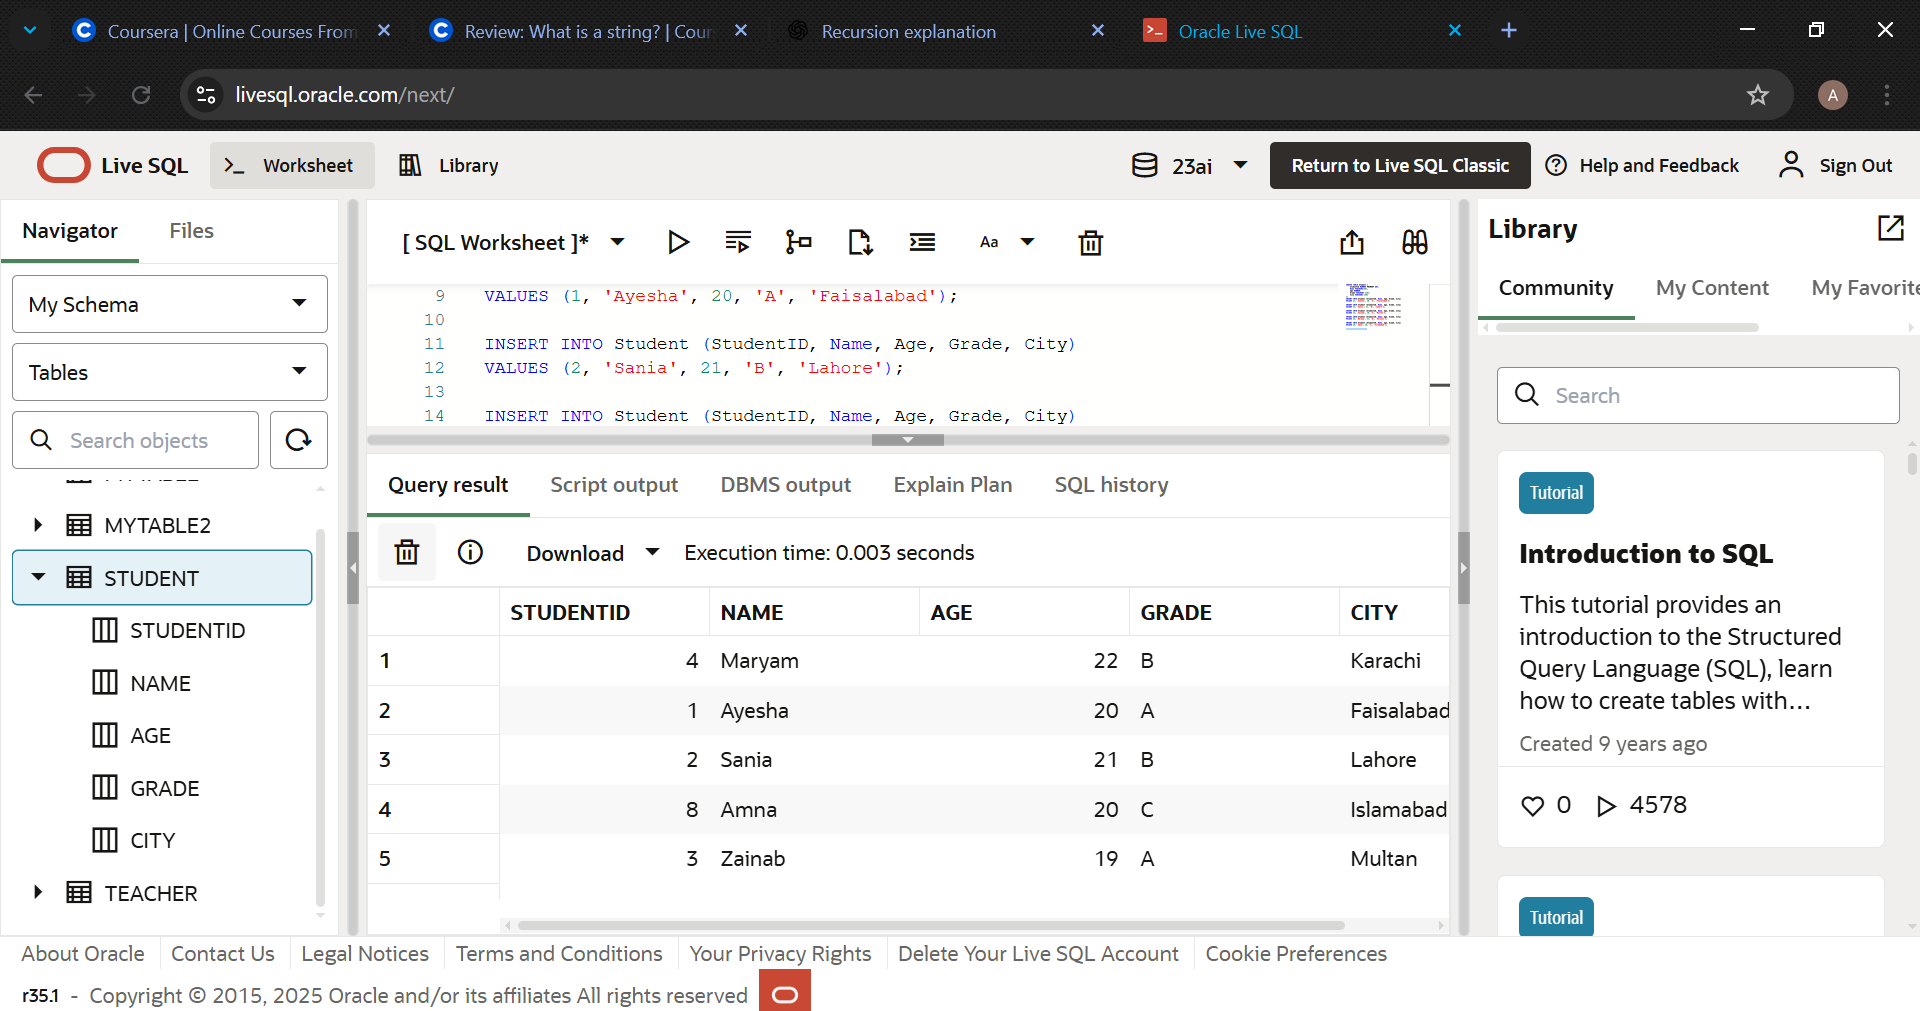 Coursera | Online Courses From
Review: What is a string? | Cour
Recursion explanation
Oracle Live SQL
livesql.oracle.com/next/
A
Live SQL
Worksheet
Library
23ai
Return to Live SQL Classic
Help and Feedback
Sign Out
Navigator
Files
My Schema
Tables
Search objects
MYTABLE2
STUDENT
STUDENTID
NAME
AGE
GRADE
CITY
TEACHER
[ SQL Worksheet ]*
Aa
9 VALUES (1, 'Ayesha', 20, 'A', 'Faisalabad');
10
11 INSERT INTO Student (StudentID, Name, Age, Grade, City)
12 VALUES (2, 'Sania', 21, 'B', 'Lahore');
13
14 INSERT INTO Student (StudentID, Name, Age, Grade, City)
Query result
Script output
DBMS output
Explain Plan
SQL history
Download
Execution time: 0.003 seconds
STUDENTID NAME AGE GRADE CITY
1 4 Maryam 22 B Karachi
2 1 Ayesha 20 A Faisalabad
3 2 Sania 21 B Lahore
4 8 Amna 20 C Islamabad
5 3 Zainab 19 A Multan
Library
Community
My Content
My Favorite
Search
Tutorial
Introduction to SQL
This tutorial provides an
introduction to the Structured
Query Language (SQL), learn
how to create tables with...
Created 9 years ago
0
4578
Tutorial
About Oracle
Contact Us
Legal Notices
Terms and Conditions
Your Privacy Rights
Delete Your Live SQL Account
Cookie Preferences
r35.1 - Copyright © 2015, 2025 Oracle and/or its affiliates All rights reserved